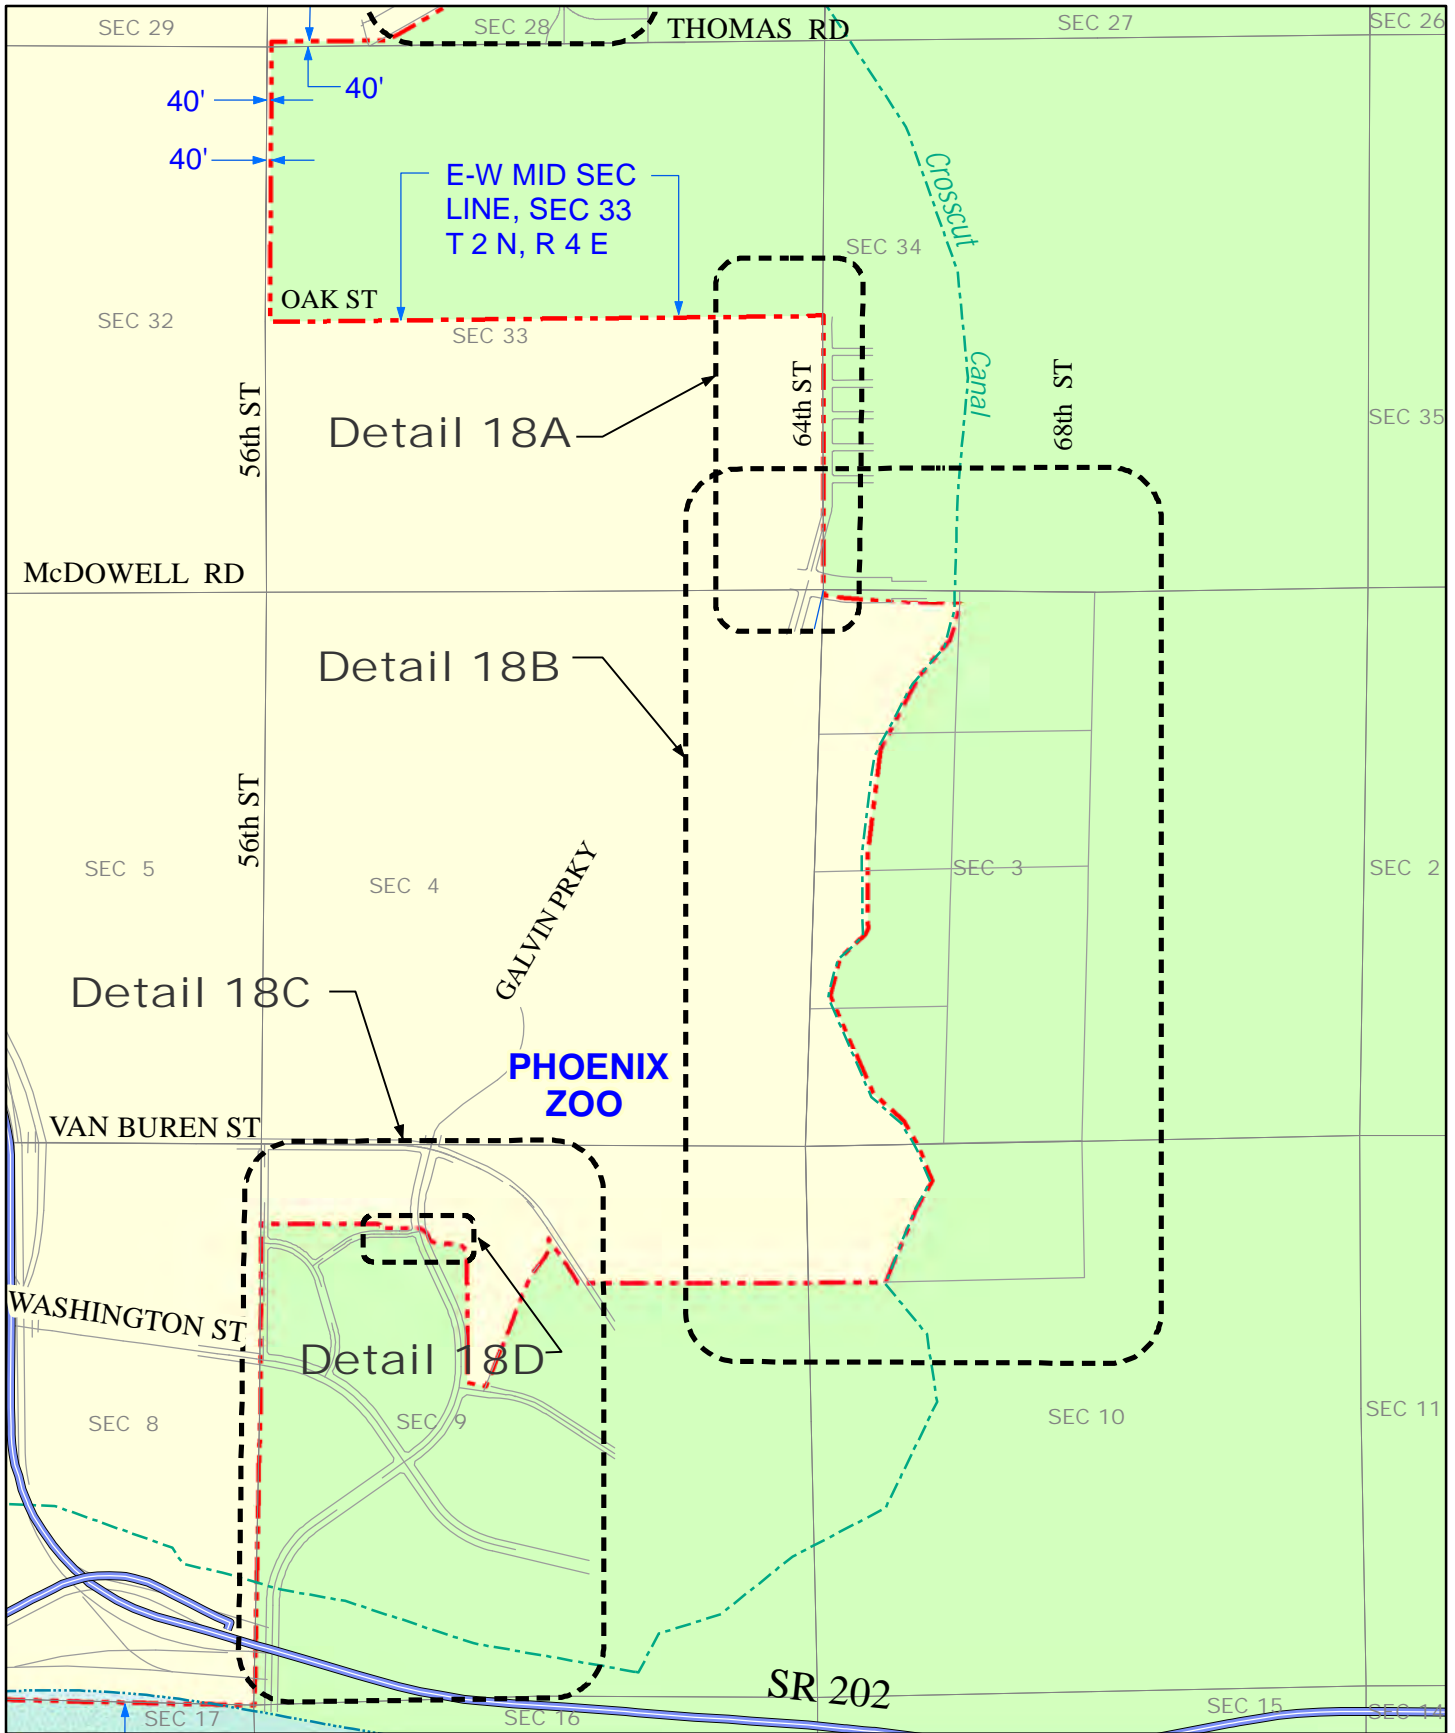 SEC 29
SEC 28
THOMAS RD
SEC 27
SEC 26
40'
40'
40'
E-W MID SEC
LINE, SEC 33
T 2 N, R 4 E
Crosscut
Canal
SEC 34
OAK ST
SEC 32
SEC 33
56th ST
Detail 18A
64th ST
68th ST
SEC 35
McDOWELL RD
Detail 18B
56th ST
SEC 5
SEC 4
GALVIN PRKY
SEC 3
SEC 2
Detail 18C
PHOENIX
ZOO
VAN BUREN ST
WASHINGTON ST
Detail 18D
SEC 8
SEC 9
SEC 10
SEC 11
SR 202
SEC 17
SEC 16
SEC 15
SEC 14